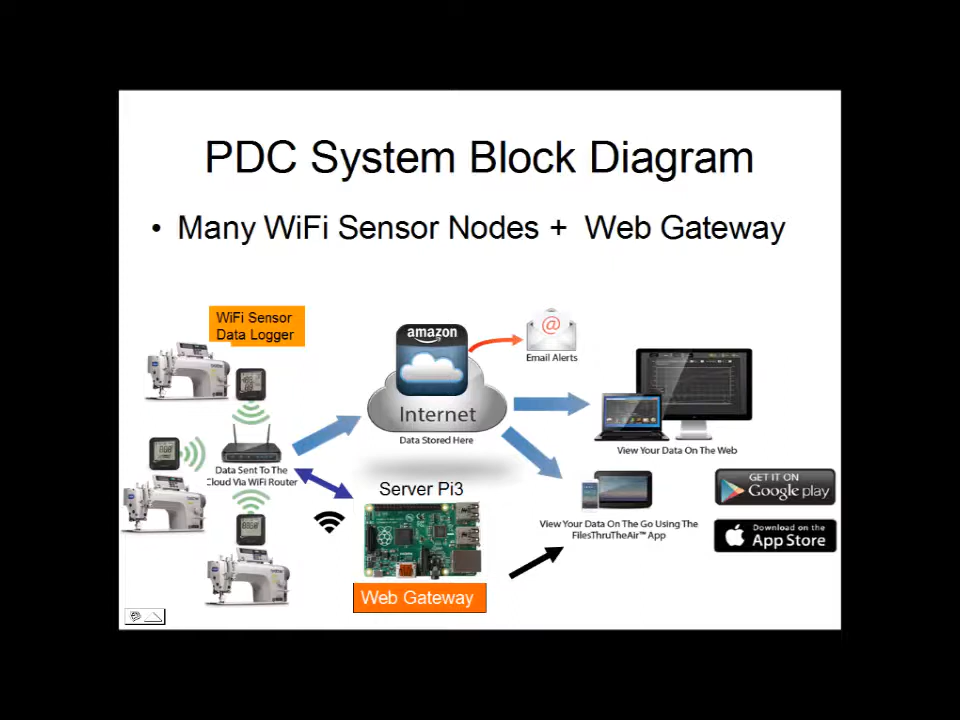 PDC System Block Diagram
• Many WiFi Sensor Nodes + Web Gateway
WiFi Sensor
Data Logger
amazon
@
Email Alerts
Internet
Data Stored Here
View Your Data On The Web
Data Sent To The
Cloud Via WiFi Router
Server Pi3
Web Gateway
View Your Data On The Go Using The
FilesThruTheAir™ App
GET IT ON
Google play
Download on the
App Store